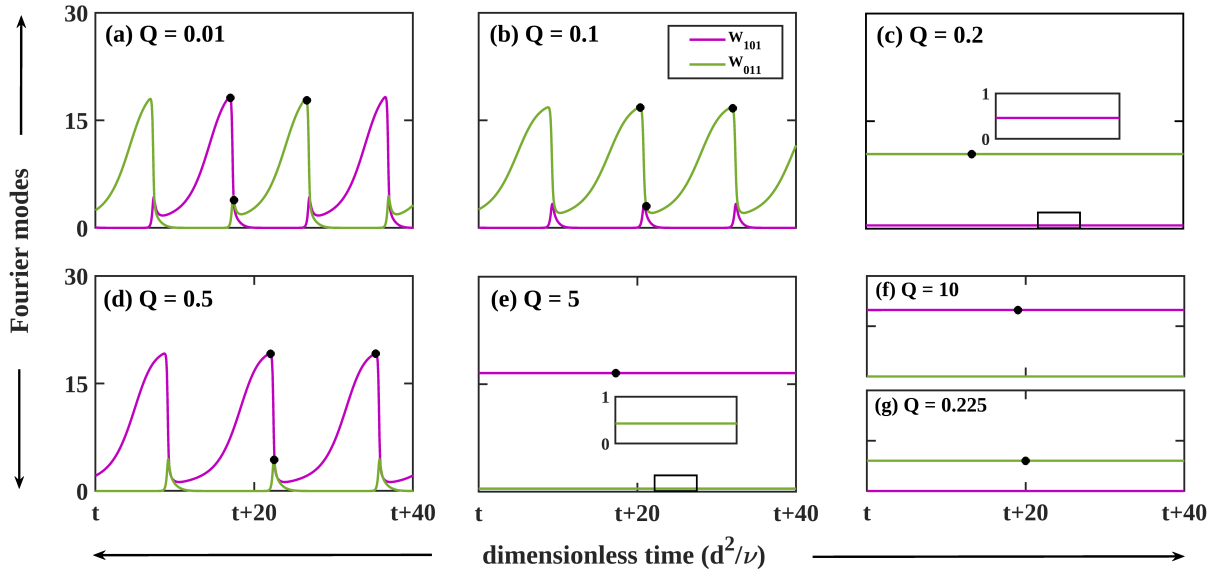 Fourier modes
30
15
0
(a) Q = 0.01
(b) Q = 0.1
W₁₀₁
W₀₁₁
(c) Q = 0.2
1
0
30
15
0
(d) Q = 0.5
t
t+20
t+40
(e) Q = 5
1
0
t
t+20
t+40
(f) Q = 10
(g) Q = 0.225
t
t+20
t+40
dimensionless time (d²/ν)